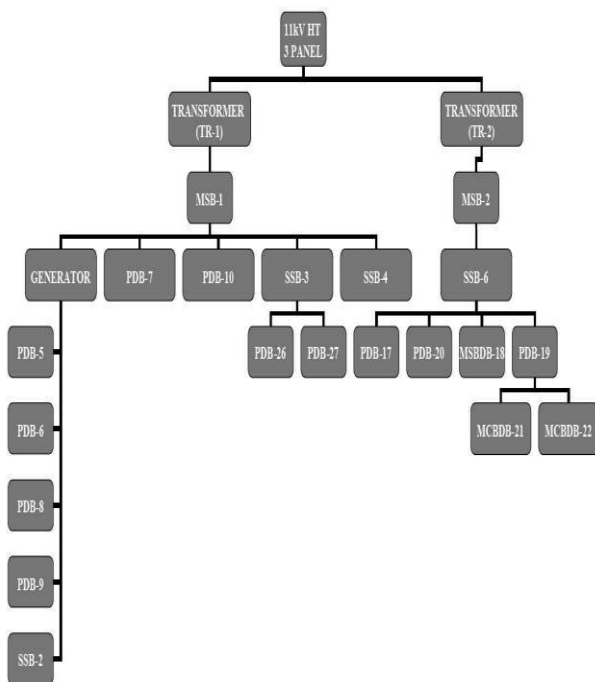 11kV HT
3 PANEL
TRANSFORMER
(TR-1)
TRANSFORMER
(TR-2)
MSB-1
MSB-2
GENERATOR
PDB-7
PDB-10
SSB-3
SSB-4
SSB-6
PDB-5
PDB-26
PDB-27
PDB-17
PDB-20
MSBDB-18
PDB-19
PDB-6
MCBDB-21
MCBDB-22
PDB-8
PDB-9
SSB-2